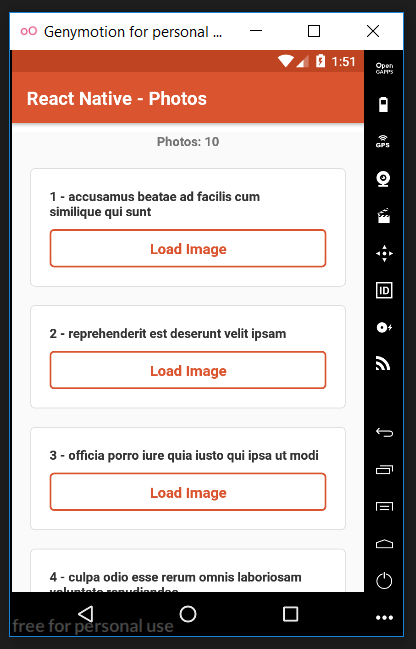 Genymotion for personal ...
Open
GAPPS
1:51
React Native - Photos
GPS
Photos: 10
1 - accusamus beatae ad facilis cum
similique qui sunt
Load Image
ID
2 - reprehenderit est deserunt velit ipsam
Load Image
3 - officia porro iure quia iusto qui ipsa ut modi
Load Image
4 - culpa odio esse rerum omnis laboriosam
voluptate repudiandae
free for personal use